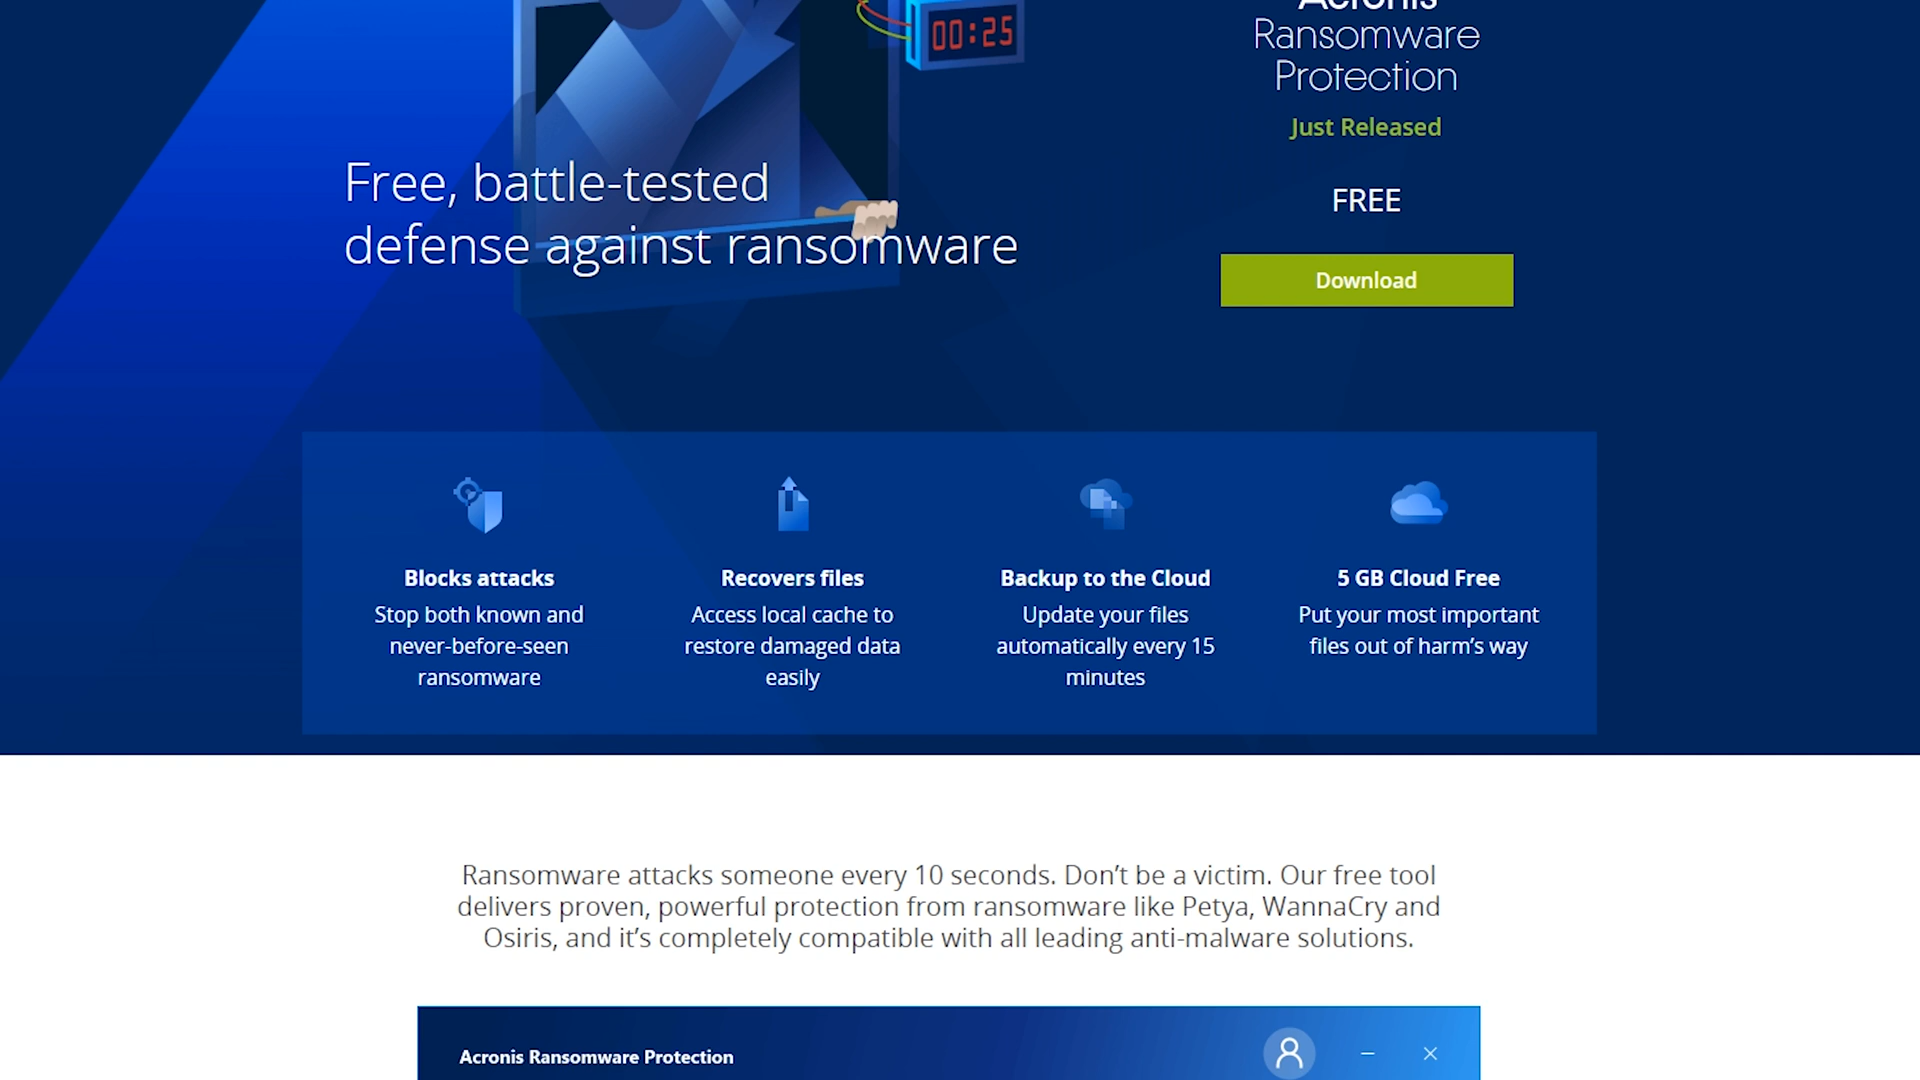 Acronis
Ransomware
Protection
Just Released
FREE
Download
00:25
Free, battle-tested
defense against ransomware
Blocks attacks
Stop both known and
never-before-seen
ransomware
Recovers files
Access local cache to
restore damaged data
easily
Backup to the Cloud
Update your files
automatically every 15
minutes
5 GB Cloud Free
Put your most important
files out of harm’s way
Ransomware attacks someone every 10 seconds. Don’t be a victim. Our free tool
delivers proven, powerful protection from ransomware like Petya, WannaCry and
Osiris, and it’s completely compatible with all leading anti-malware solutions.
Acronis Ransomware Protection